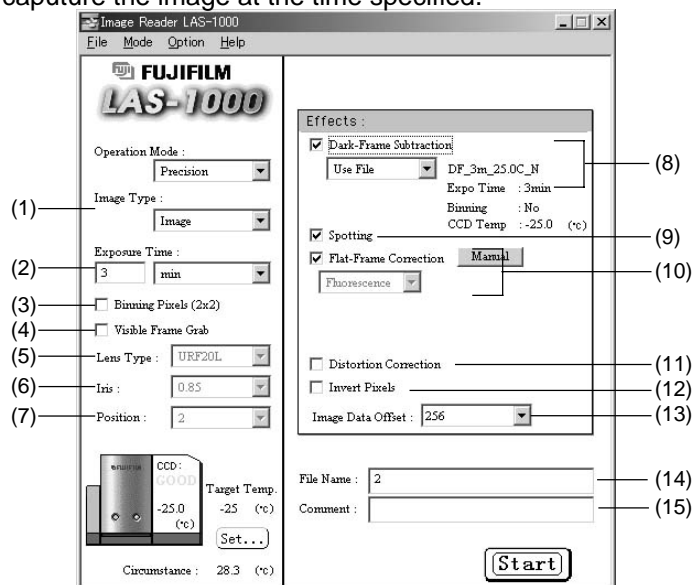 caputure the image at the time specified.
Image Reader LAS-1000
File Mode Option Help
FUJIFILM
LAS-1000
Operation Mode :
Precision
(1)
Image Type :
Image
Exposure Time :
(2)
3 min
(3)
Binning Pixels (2x2)
(4)
Visible Frame Grab
(5)
Lens Type : URF20L
(6)
Iris : 0.85
(7)
Position : 2
FUJIFILM
CCD :
GOOD
-25.0
(°c)
Target Temp.
-25 (°c)
Set...
Circumstance : 28.3 (°c)
Effects :
Dark-Frame Subtraction
Use File DF_3m_25.0C_N
(8)
Expo Time : 3min
Binning : No
CCD Temp : -25.0 (°c)
Spotting
(9)
Flat-Frame Correction Manual
(10)
Fluorescence
Distortion Correction
(11)
Invert Pixels
(12)
Image Data Offset : 256
(13)
File Name : 2
(14)
Comment :
(15)
Start